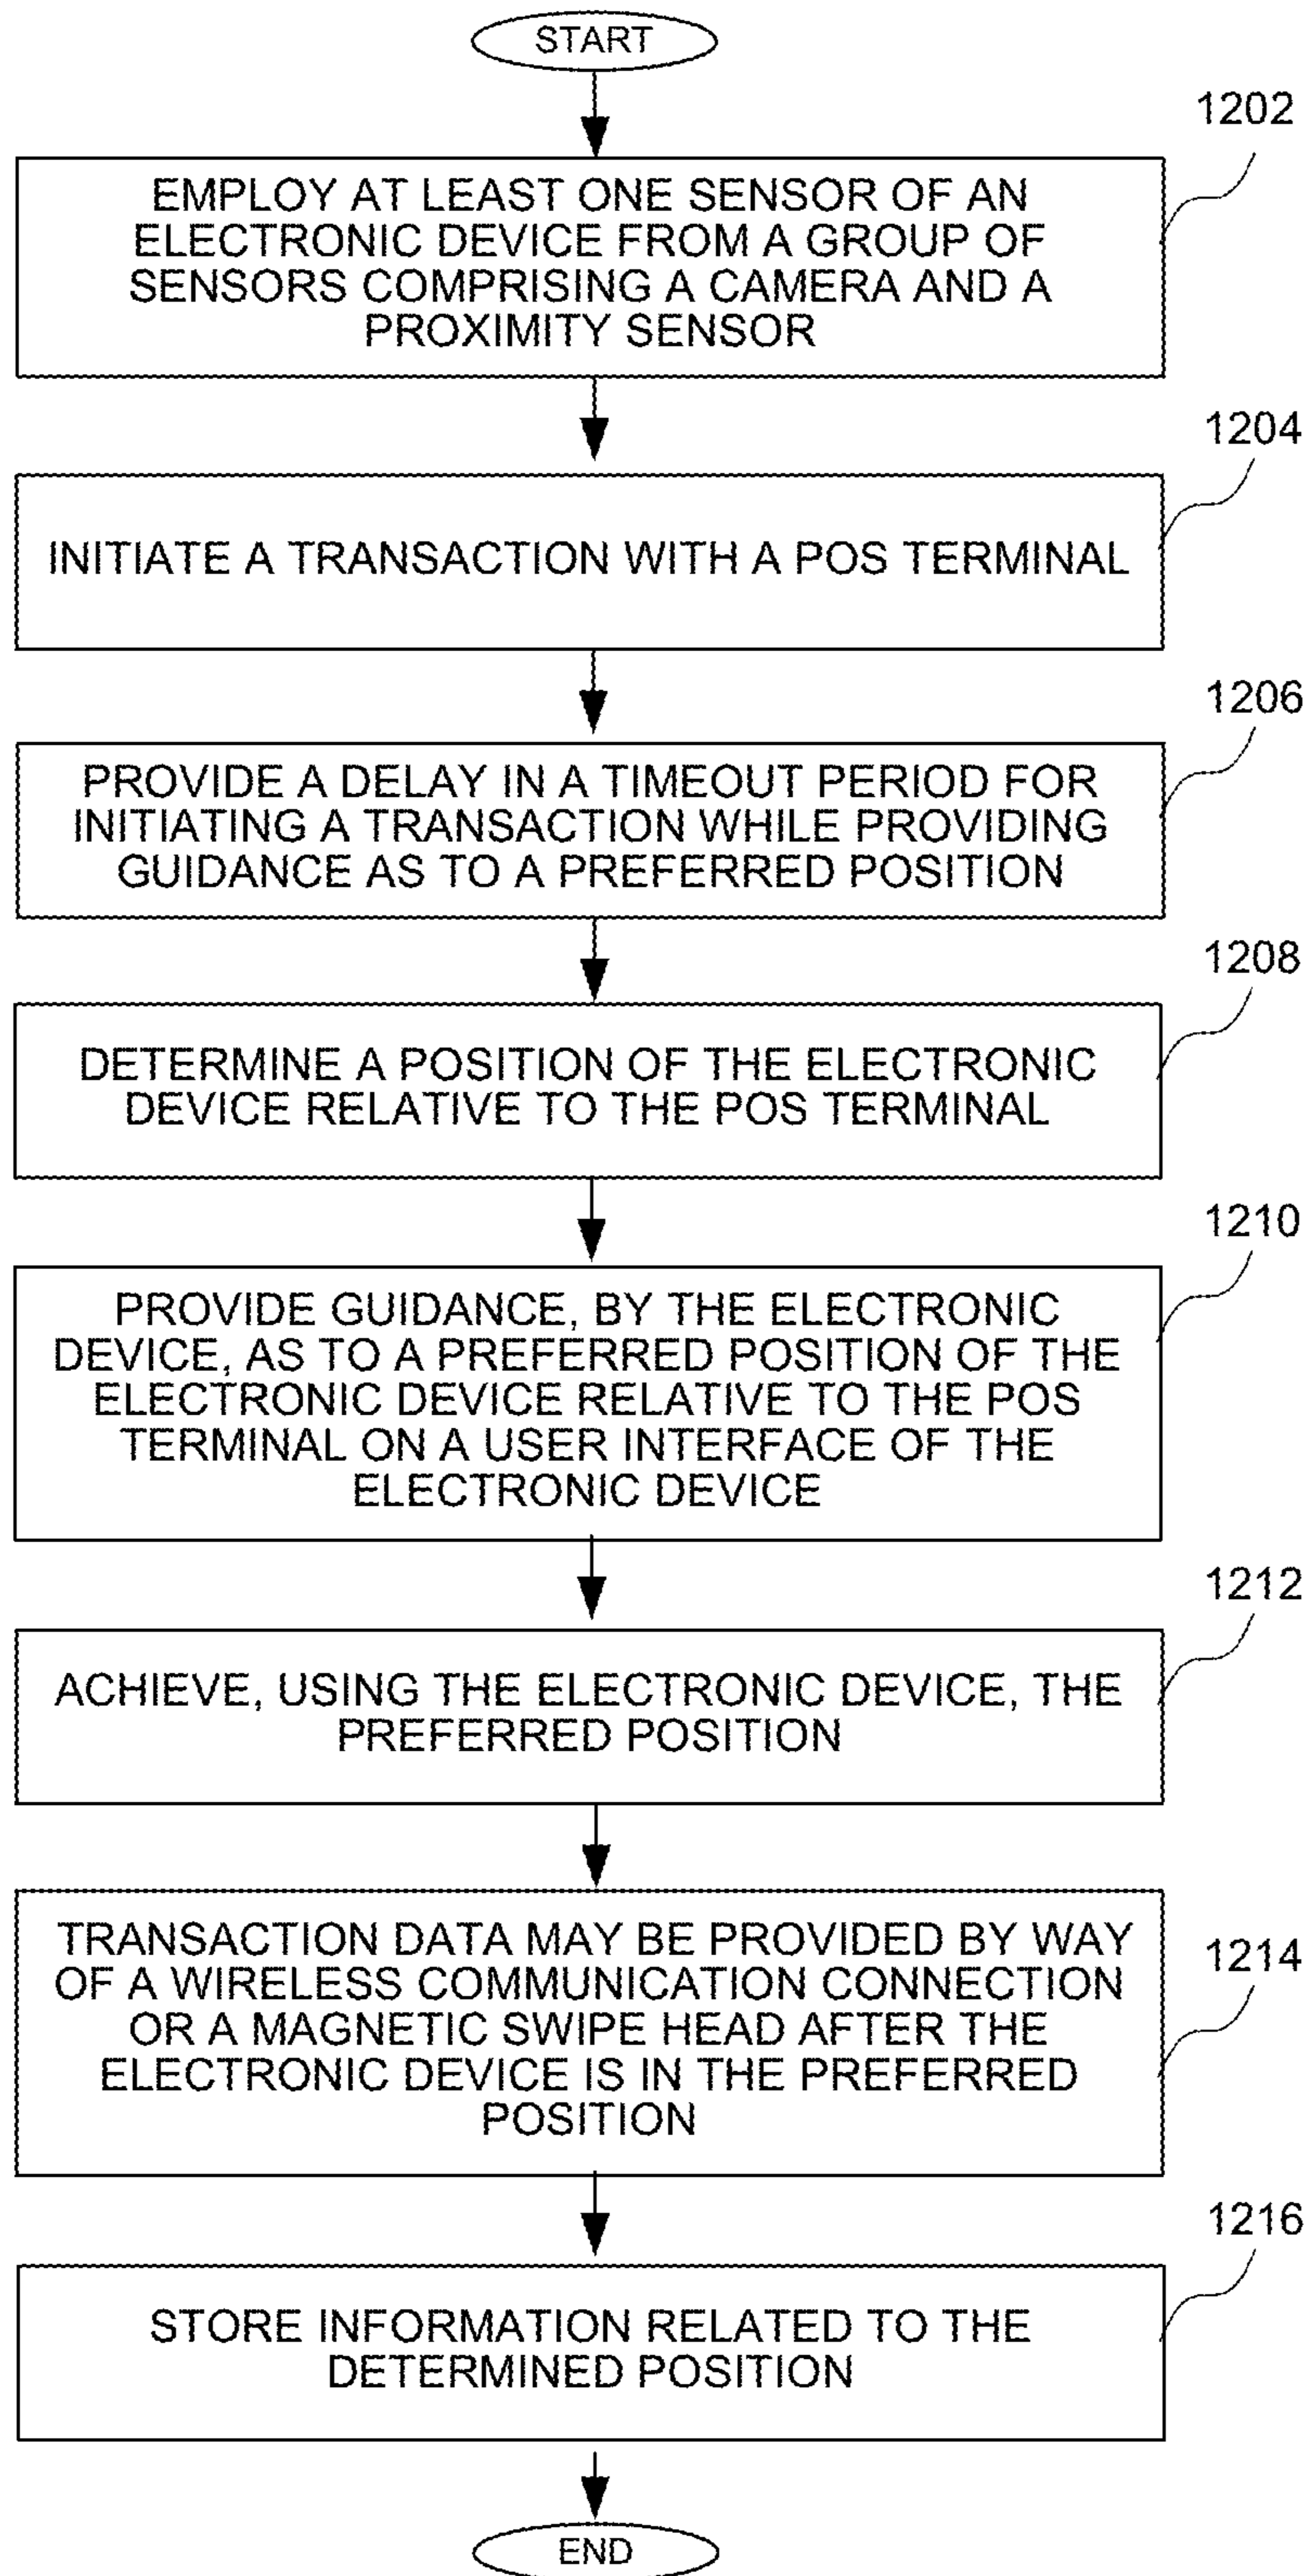 START
1202
EMPLOY AT LEAST ONE SENSOR OF AN
ELECTRONIC DEVICE FROM A GROUP OF
SENSORS COMPRISING A CAMERA AND A
PROXIMITY SENSOR
1204
INITIATE A TRANSACTION WITH A POS TERMINAL
1206
PROVIDE A DELAY IN A TIMEOUT PERIOD FOR
INITIATING A TRANSACTION WHILE PROVIDING
GUIDANCE AS TO A PREFERRED POSITION
1208
DETERMINE A POSITION OF THE ELECTRONIC
DEVICE RELATIVE TO THE POS TERMINAL
1210
PROVIDE GUIDANCE, BY THE ELECTRONIC
DEVICE, AS TO A PREFERRED POSITION OF THE
ELECTRONIC DEVICE RELATIVE TO THE POS
TERMINAL ON A USER INTERFACE OF THE
ELECTRONIC DEVICE
1212
ACHIEVE, USING THE ELECTRONIC DEVICE, THE
PREFERRED POSITION
1214
TRANSACTION DATA MAY BE PROVIDED BY WAY
OF A WIRELESS COMMUNICATION CONNECTION
OR A MAGNETIC SWIPE HEAD AFTER THE
ELECTRONIC DEVICE IS IN THE PREFERRED
POSITION
1216
STORE INFORMATION RELATED TO THE
DETERMINED POSITION
END